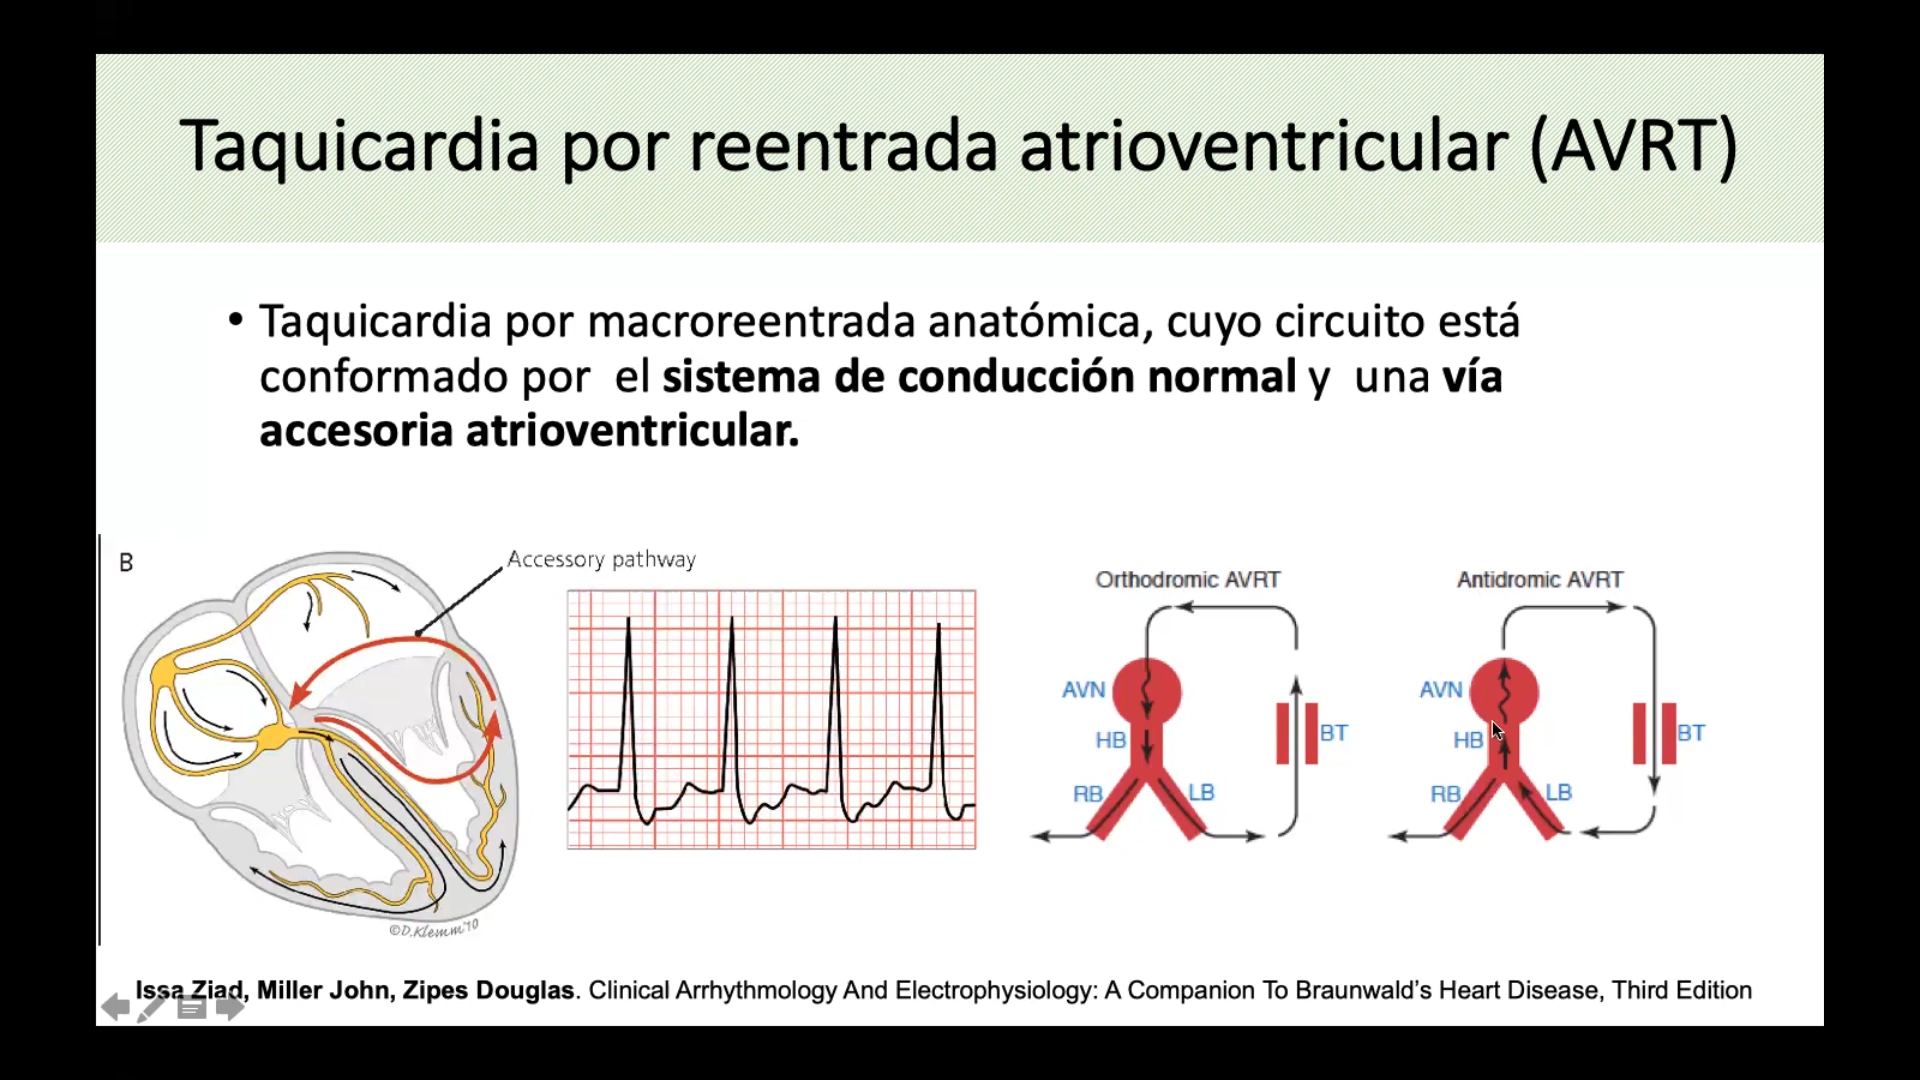 Taquicardia por reentrada atrioventricular (AVRT)
• Taquicardia por macroreentrada anatómica, cuyo circuito está
conformado por el sistema de conducción normal y una vía
accesoria atrioventricular.
B
Accessory pathway
©D.Klemm'10
Orthodromic AVRT
AVN
HB
BT
RB
LB
Antidromic AVRT
AVN
HB
BT
RB
LB
Issa Ziad, Miller John, Zipes Douglas. Clinical Arrhythmology And Electrophysiology: A Companion To Braunwald’s Heart Disease, Third Edition